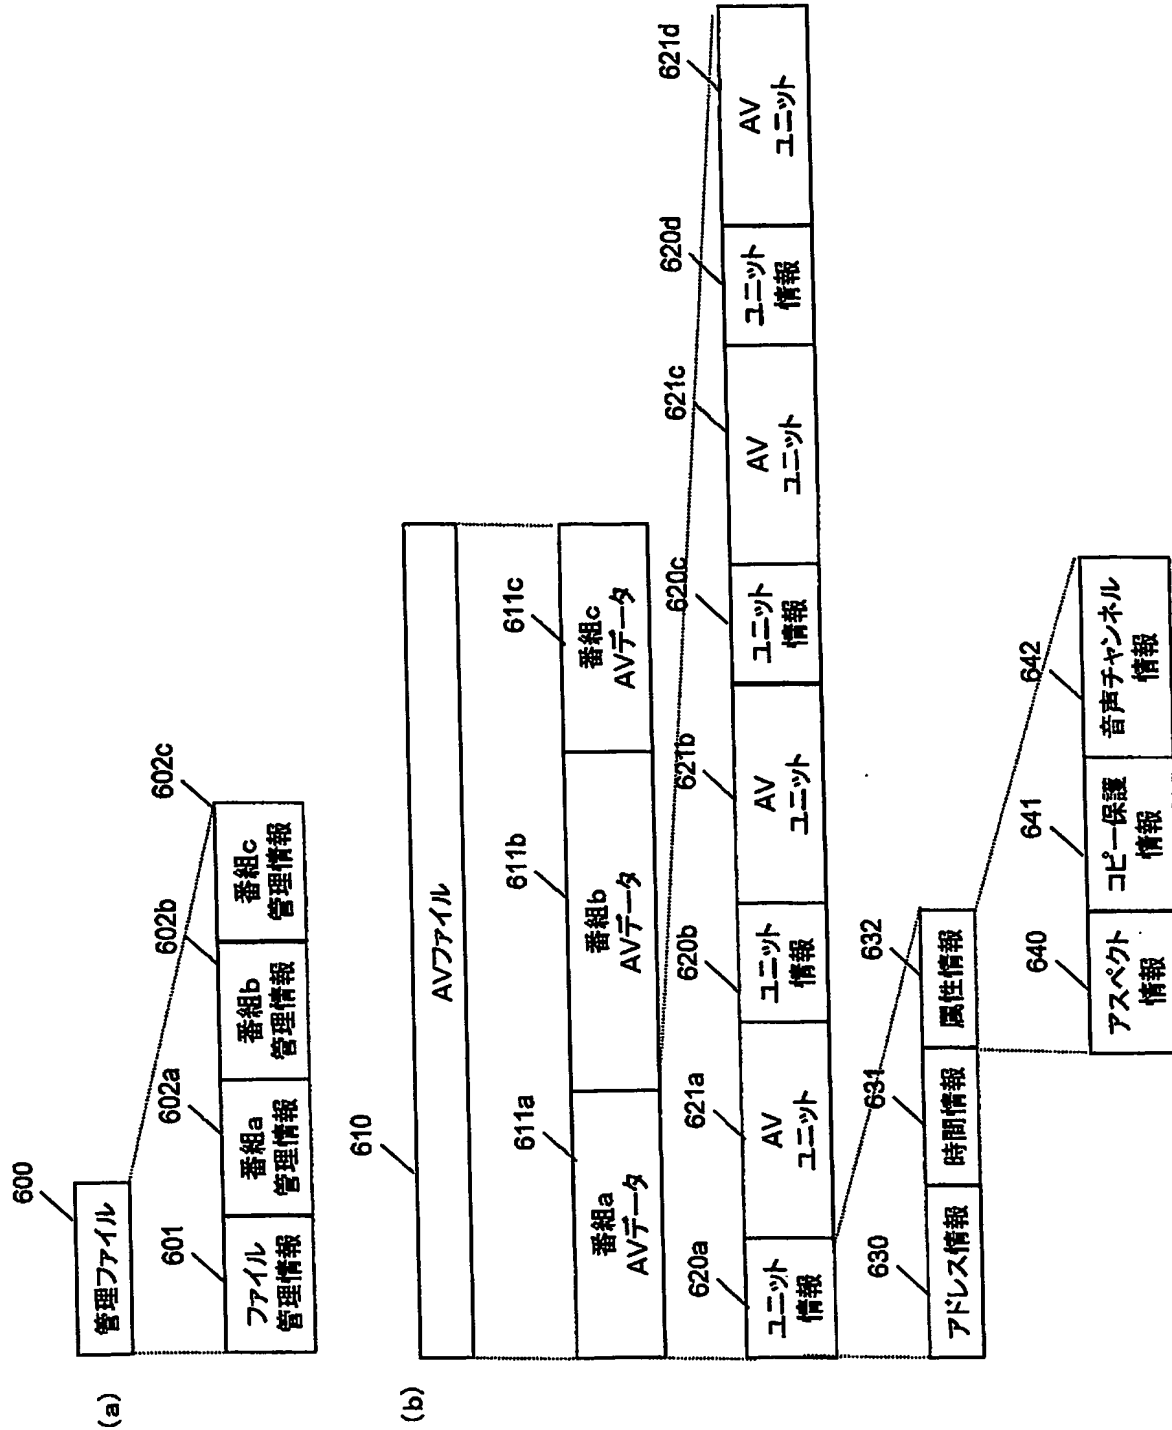 (a)
600
管理ファイル
601
602a
602b
602c
ファイル
管理情報
番組a
管理情報
番組b
管理情報
番組c
管理情報
(b)
610
AVファイル
611a
611b
611c
番組a
AVデータ
番組b
AVデータ
番組c
AVデータ
620a
621a
620b
621b
620c
621c
620d
621d
ユニット
情報
AV
ユニット
ユニット
情報
AV
ユニット
ユニット
情報
AV
ユニット
ユニット
情報
AV
ユニット
630
631
632
アドレス情報
時間情報
属性情報
640
641
642
アスペクト
情報
コピー保護
情報
音声チャンネル
情報